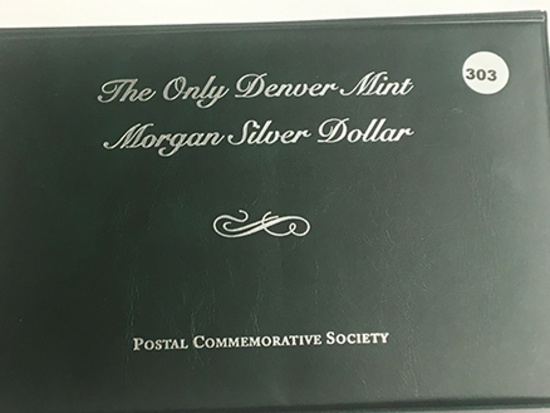 303
The Only Denver Mint
Morgan Silver Dollar
Postal Commemorative Society